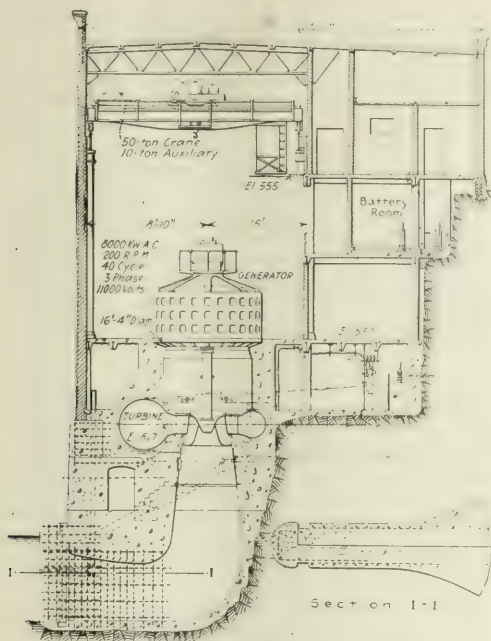 50-ton Crane
10-ton Auxiliary
El 555
Battery
Room
8'-10"
8000 Kw A.C.
200 R P M
40 Cycle
3 Phase
11000 Volts
GENERATOR
16'-4" Diam
TURBINE
I I
Section I-I